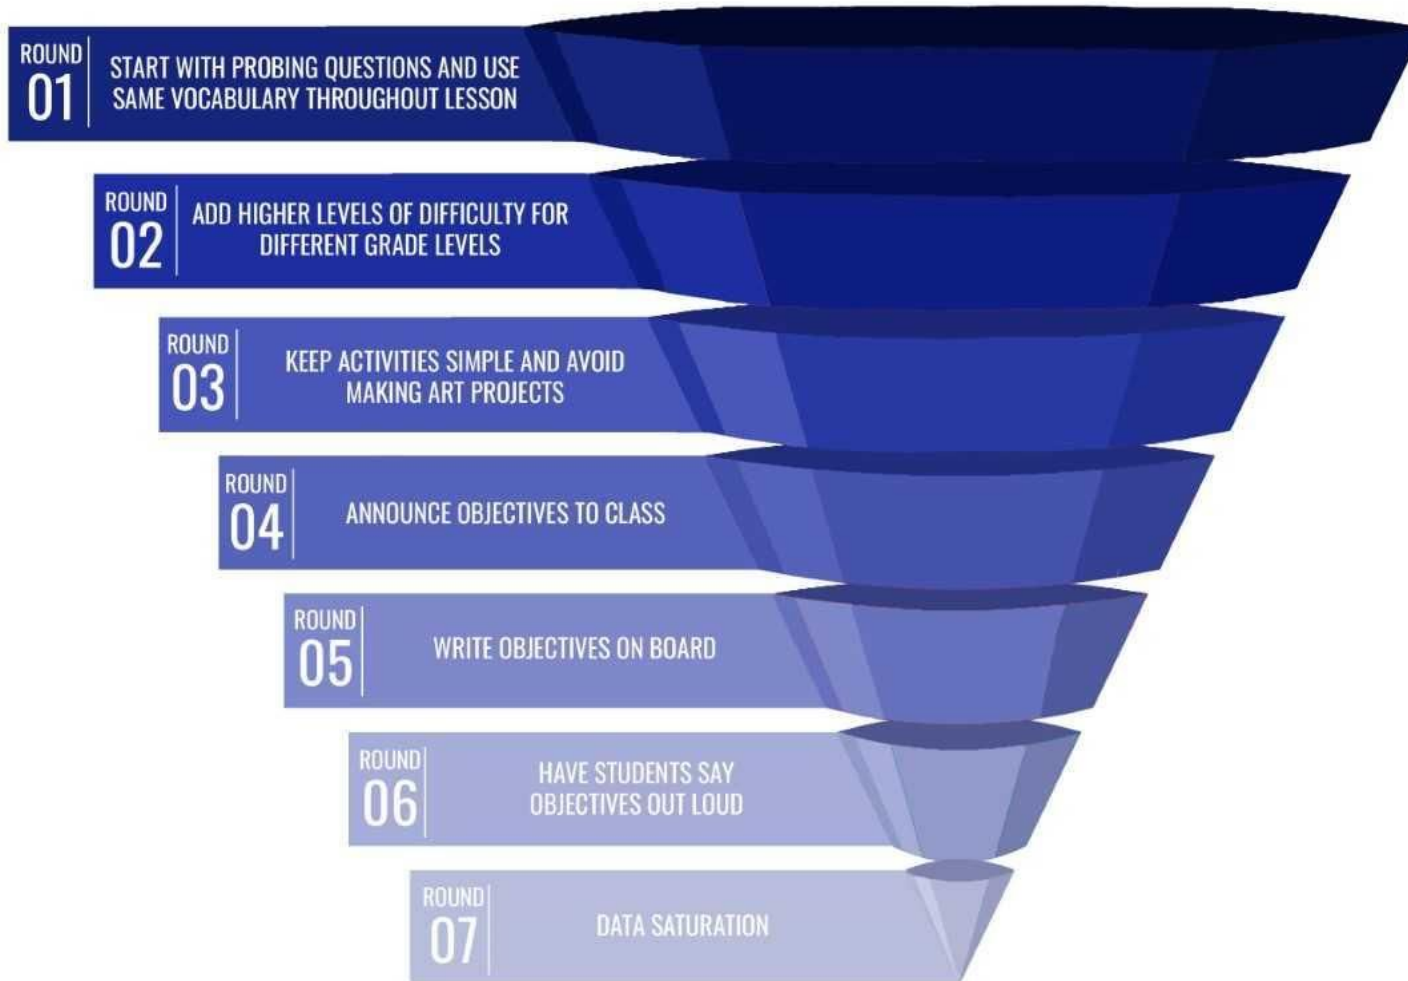 ROUND
01
START WITH PROBING QUESTIONS AND USE
SAME VOCABULARY THROUGHOUT LESSON
ROUND
02
ADD HIGHER LEVELS OF DIFFICULTY FOR
DIFFERENT GRADE LEVELS
ROUND
03
KEEP ACTIVITIES SIMPLE AND AVOID
MAKING ART PROJECTS
ROUND
04
ANNOUNCE OBJECTIVES TO CLASS
ROUND
05
WRITE OBJECTIVES ON BOARD
ROUND
06
HAVE STUDENTS SAY
OBJECTIVES OUT LOUD
ROUND
07
DATA SATURATION